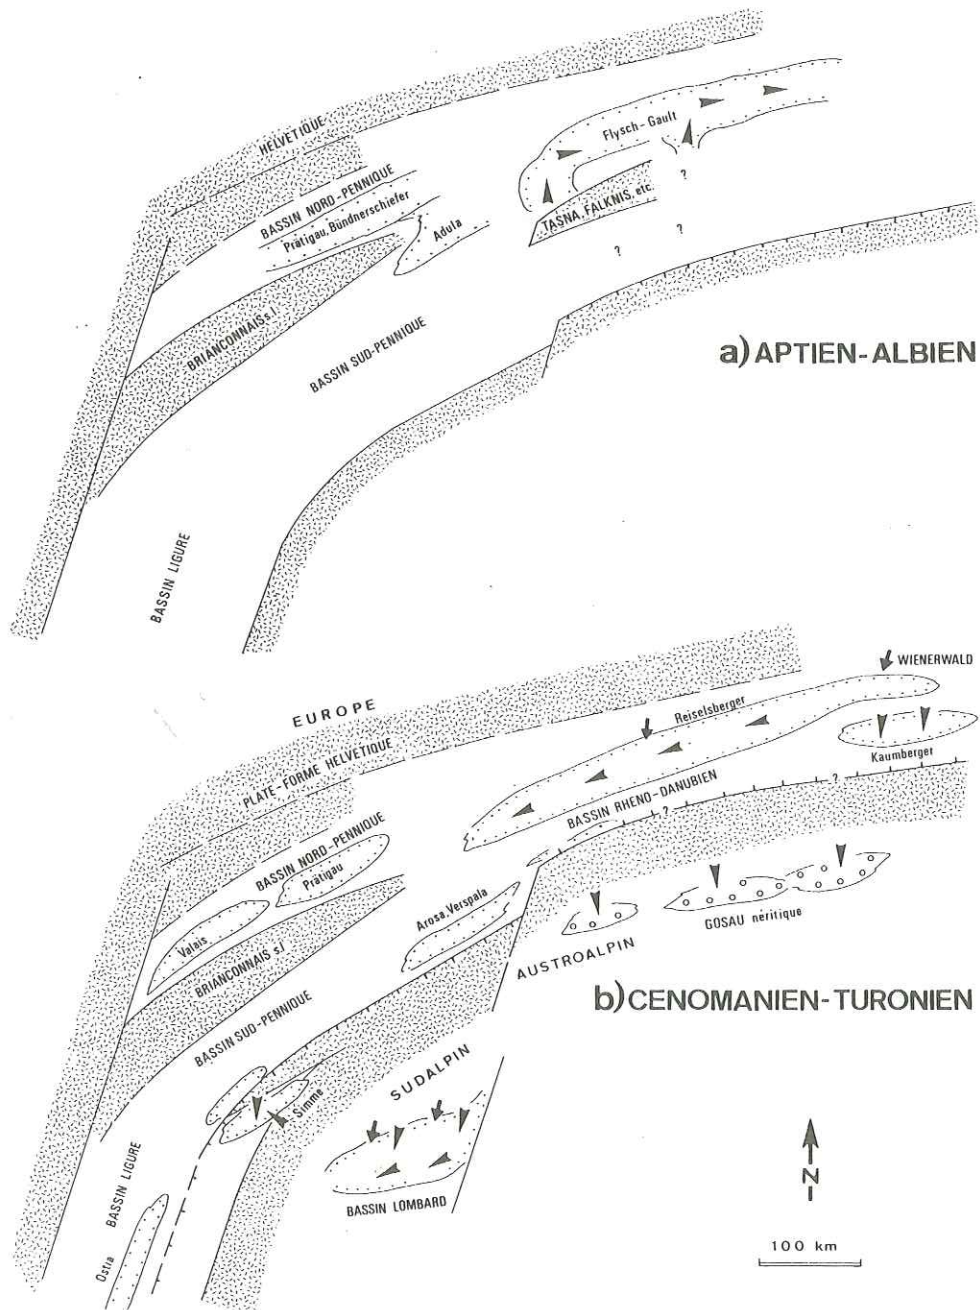 HELVETIQUE
BASSIN NORD-PENNIQUE
Prätigau, Bündnerschiefer
Adula
Flysch-Gault
TASNA, FALKNIS, etc.
?
?
?
BRIANCONNAIS s.l
BASSIN SUD-PENNIQUE
a) APTIEN-ALBIEN
BASSIN LIGURE
EUROPE
PLATE-FORME HELVETIQUE
WIENERWALD
Reiselsberger
Kaumberger
BASSIN RHENO-DANUBIEN
?
?
BASSIN NORD-PENNIQUE
Prätigau
Valais
BRIANCONNAIS s.l
Arosa, Verspala
AUSTROALPIN
GOSAU néritique
BASSIN SUD-PENNIQUE
b) CENOMANIEN-TURONIEN
Simme
SUDALPIN
BASSIN LIGURE
BASSIN LOMBARD
Ostia
N
100 km